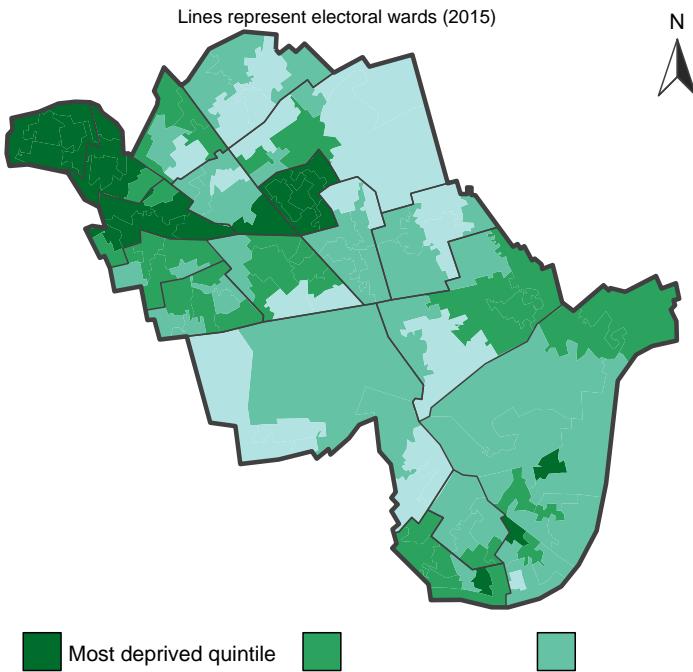 Lines represent electoral wards (2015)
N
Most deprived quintile